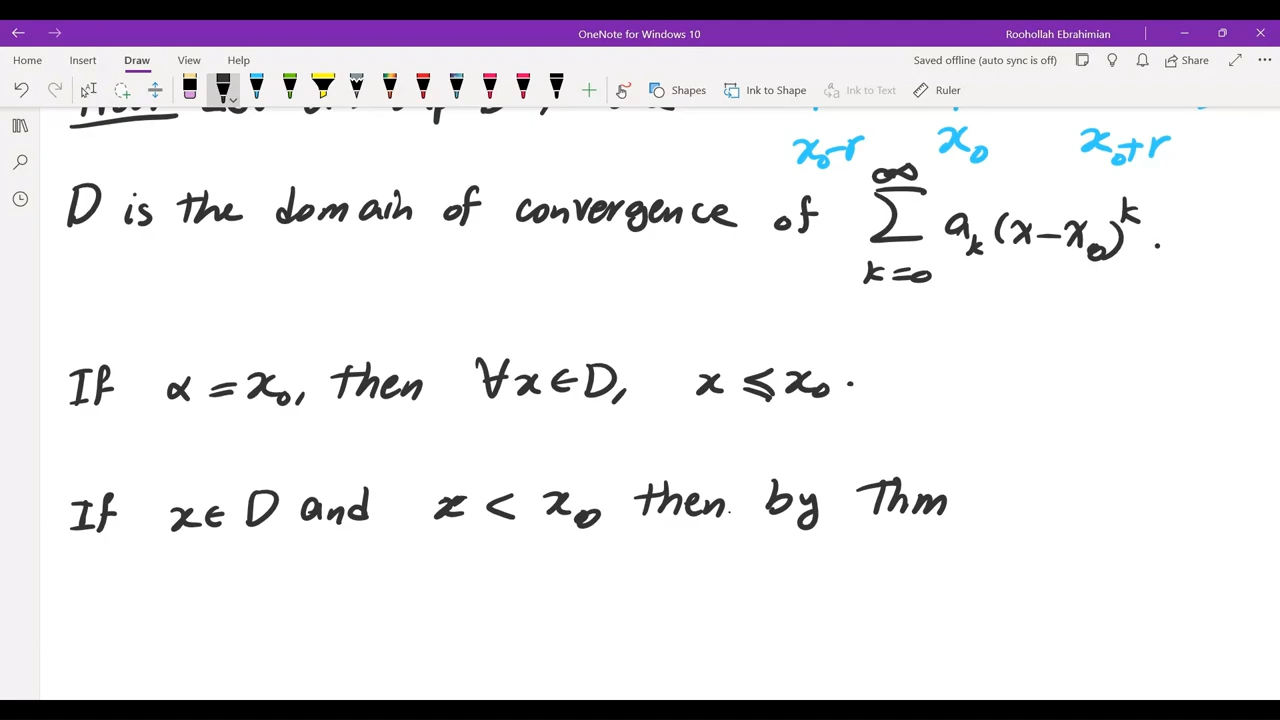 OneNote for Windows 10
Roohollah Ebrahimian
Home Insert Draw View Help
Saved offline (auto sync is off)
Share
Shapes
Ink to Shape
Ink to Text
Ruler
x₀-r x₀ x₀+r
D is the domain of convergence of ∑_{k=0}^{∞} a_k (x-x₀)^k.
If α = x₀, then ∀x∈D, x ⩽ x₀.
If x∈D and x < x₀ then by Thm